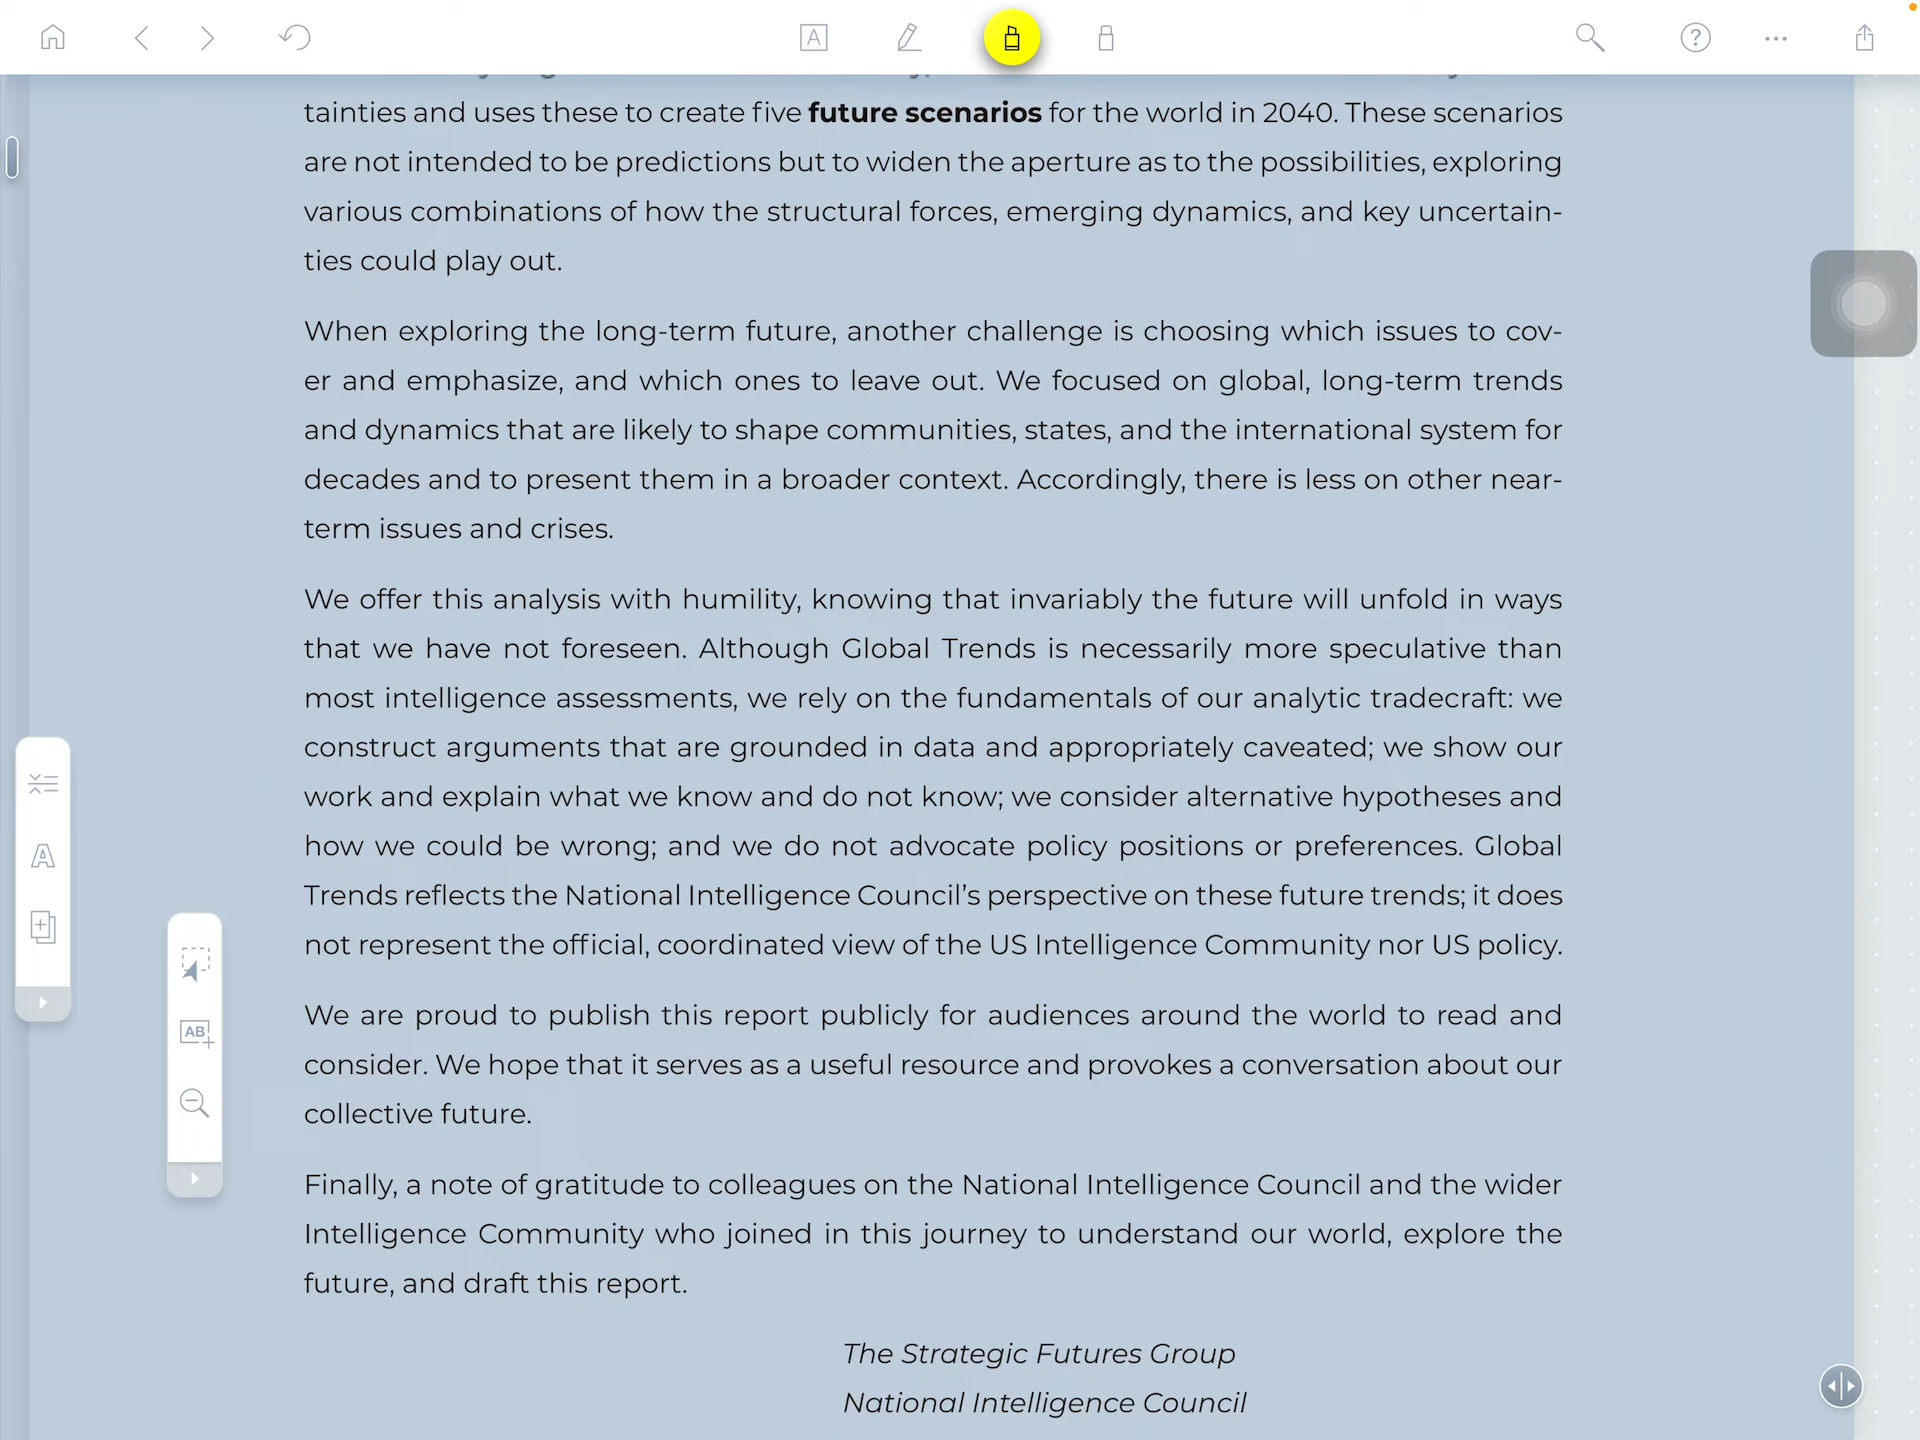 tainties and uses these to create five future scenarios for the world in 2040. These scenarios
are not intended to be predictions but to widen the aperture as to the possibilities, exploring
various combinations of how the structural forces, emerging dynamics, and key uncertain-
ties could play out.
When exploring the long-term future, another challenge is choosing which issues to cov-
er and emphasize, and which ones to leave out. We focused on global, long-term trends
and dynamics that are likely to shape communities, states, and the international system for
decades and to present them in a broader context. Accordingly, there is less on other near-
term issues and crises.
We offer this analysis with humility, knowing that invariably the future will unfold in ways
that we have not foreseen. Although Global Trends is necessarily more speculative than
most intelligence assessments, we rely on the fundamentals of our analytic tradecraft: we
construct arguments that are grounded in data and appropriately caveated; we show our
work and explain what we know and do not know; we consider alternative hypotheses and
how we could be wrong; and we do not advocate policy positions or preferences. Global
Trends reflects the National Intelligence Council’s perspective on these future trends; it does
not represent the official, coordinated view of the US Intelligence Community nor US policy.
We are proud to publish this report publicly for audiences around the world to read and
consider. We hope that it serves as a useful resource and provokes a conversation about our
collective future.
Finally, a note of gratitude to colleagues on the National Intelligence Council and the wider
Intelligence Community who joined in this journey to understand our world, explore the
future, and draft this report.
The Strategic Futures Group
National Intelligence Council
A
?
A
AB